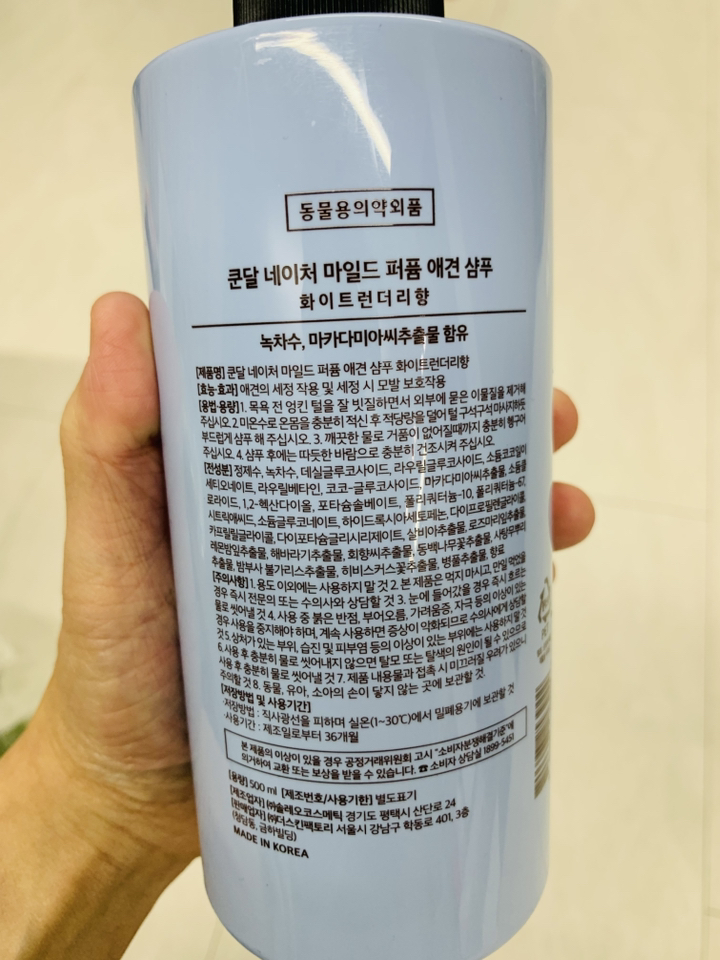 동물용의약외품
쿤달 네이처 마일드 퍼퓸 애견 샴푸
화이트런더리향
녹차수, 마카다미아씨추출물 함유
[제품명] 쿤달 네이처 마일드 퍼퓸 애견 샴푸 화이트런더리향
[효능·효과] 애견의 세정 작용 및 세정 시 모발 보호작용
[용법·용량] 1. 목욕 전 엉킨 털을 잘 빗질하면서 외부에 묻은 이물질을 제거해
주십시오. 2. 미온수로 온몸을 충분히 적신 후 적당량을 덜어 털 구석구석 마사지하듯
부드럽게 샴푸 해 주십시오. 3. 깨끗한 물로 거품이 없어질때까지 충분히 헹구어
주십시오. 4. 샴푸 후에는 따듯한 바람으로 충분히 건조시켜 주십시오.
[전성분] 정제수, 녹차수, 데실글루코사이드, 라우릴글루코사이드, 소듐코코일이
세티오네이트, 라우릴베타인, 코코-글루코사이드, 마카다미아씨추출물, 소듐클
로라이드, 1,2-헥산다이올, 포타슘솔베이트, 폴리쿼터늄-10, 폴리쿼터늄-67,
시트릭애씨드, 소듐글루코네이트, 하이드록시아세토페논, 다이프로필렌글라이콜,
카프릴릴글라이콜, 다이포타슘글리시리제이트, 살비아추출물, 로즈마리잎추출물,
레몬밤잎추출물, 해바라기추출물, 회향씨추출물, 동백나무꽃추출물, 사탕무뿌리
추출물, 밤부사 불가리스추출물, 히비스커스꽃추출물, 병풀추출물, 향료
[주의사항] 1. 용도 이외에는 사용하지 말 것 2. 본 제품은 먹지 마시고, 만일 먹었을
경우 즉시 전문의 또는 수의사와 상담할 것 3. 눈에 들어갔을 경우 즉시 흐르는
물로 씻어낼 것 4. 사용 중 붉은 반점, 부어오름, 가려움증, 자극 등의 이상이 있는
경우 사용을 중지해야 하며, 계속 사용하면 증상이 악화되므로 수의사에게 상담할
것 5. 상처가 있는 부위, 습진 및 피부염 등의 이상이 있는 부위에는 사용하지 말 것
6. 사용 후 충분히 물로 씻어내지 않으면 탈모 또는 탈색의 원인이 될 수 있으므로
사용 후 충분히 물로 씻어낼 것 7. 제품 내용물과 접촉 시 미끄러질 우려가 있으니
주의할 것 8. 동물, 유아, 소아의 손이 닿지 않는 곳에 보관할 것.
[저장방법 및 사용기간]
·저장방법 : 직사광선을 피하며 실온(1~30℃)에서 밀폐용기에 보관할 것
·사용기간 : 제조일로부터 36개월
본 제품의 이상이 있을 경우 공정거래위원회 고시 "소비자분쟁해결기준"에
의거하여 교환 또는 보상을 받을 수 있습니다. ☎ 소비자 상담실 1899-5451
[용량] 500 ml [제조번호/사용기한] 별도표기
[제조업자] ㈜솔레오코스메틱 경기도 평택시 산단로 24
[판매업자] ㈜더스킨팩토리 서울시 강남구 학동로 401, 3층
(청담동, 금하빌딩)
MADE IN KOREA